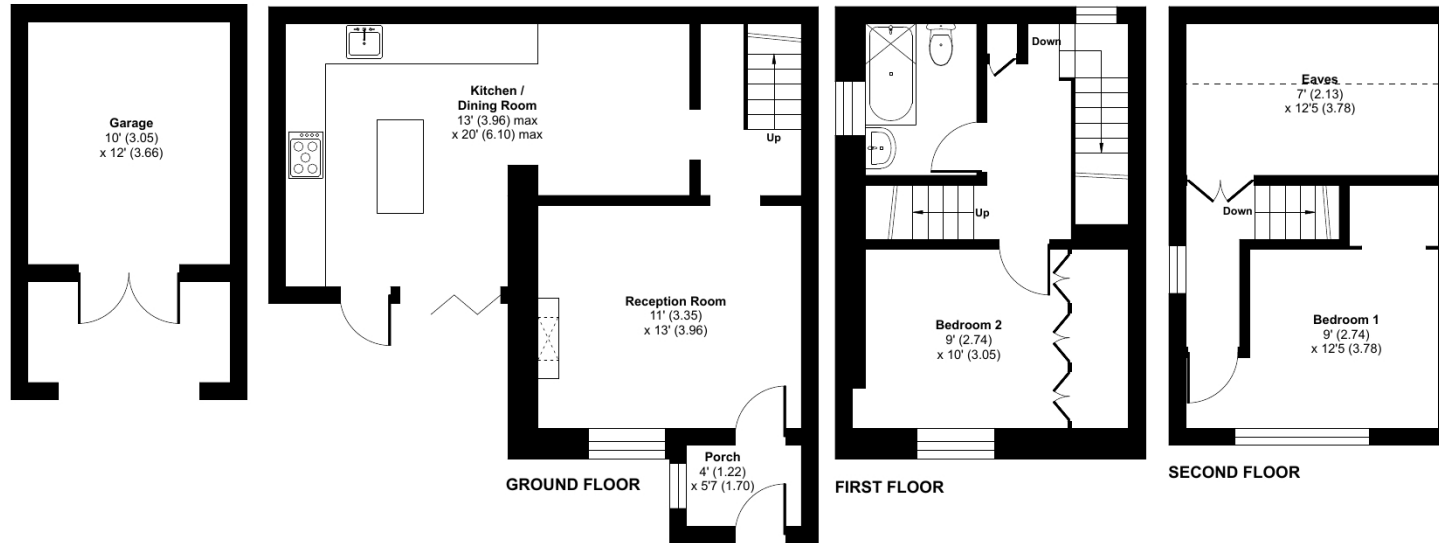 Garage
10' (3.05)
x 12' (3.66)
Kitchen /
Dining Room
13' (3.96) max
x 20' (6.10) max
Up
Reception Room
11' (3.35)
x 13' (3.96)
Porch
4' (1.22)
x 5'7 (1.70)
GROUND FLOOR
Down
Up
Bedroom 2
9' (2.74)
x 10' (3.05)
FIRST FLOOR
Eaves
7' (2.13)
x 12'5 (3.78)
Down
Bedroom 1
9' (2.74)
x 12'5 (3.78)
SECOND FLOOR